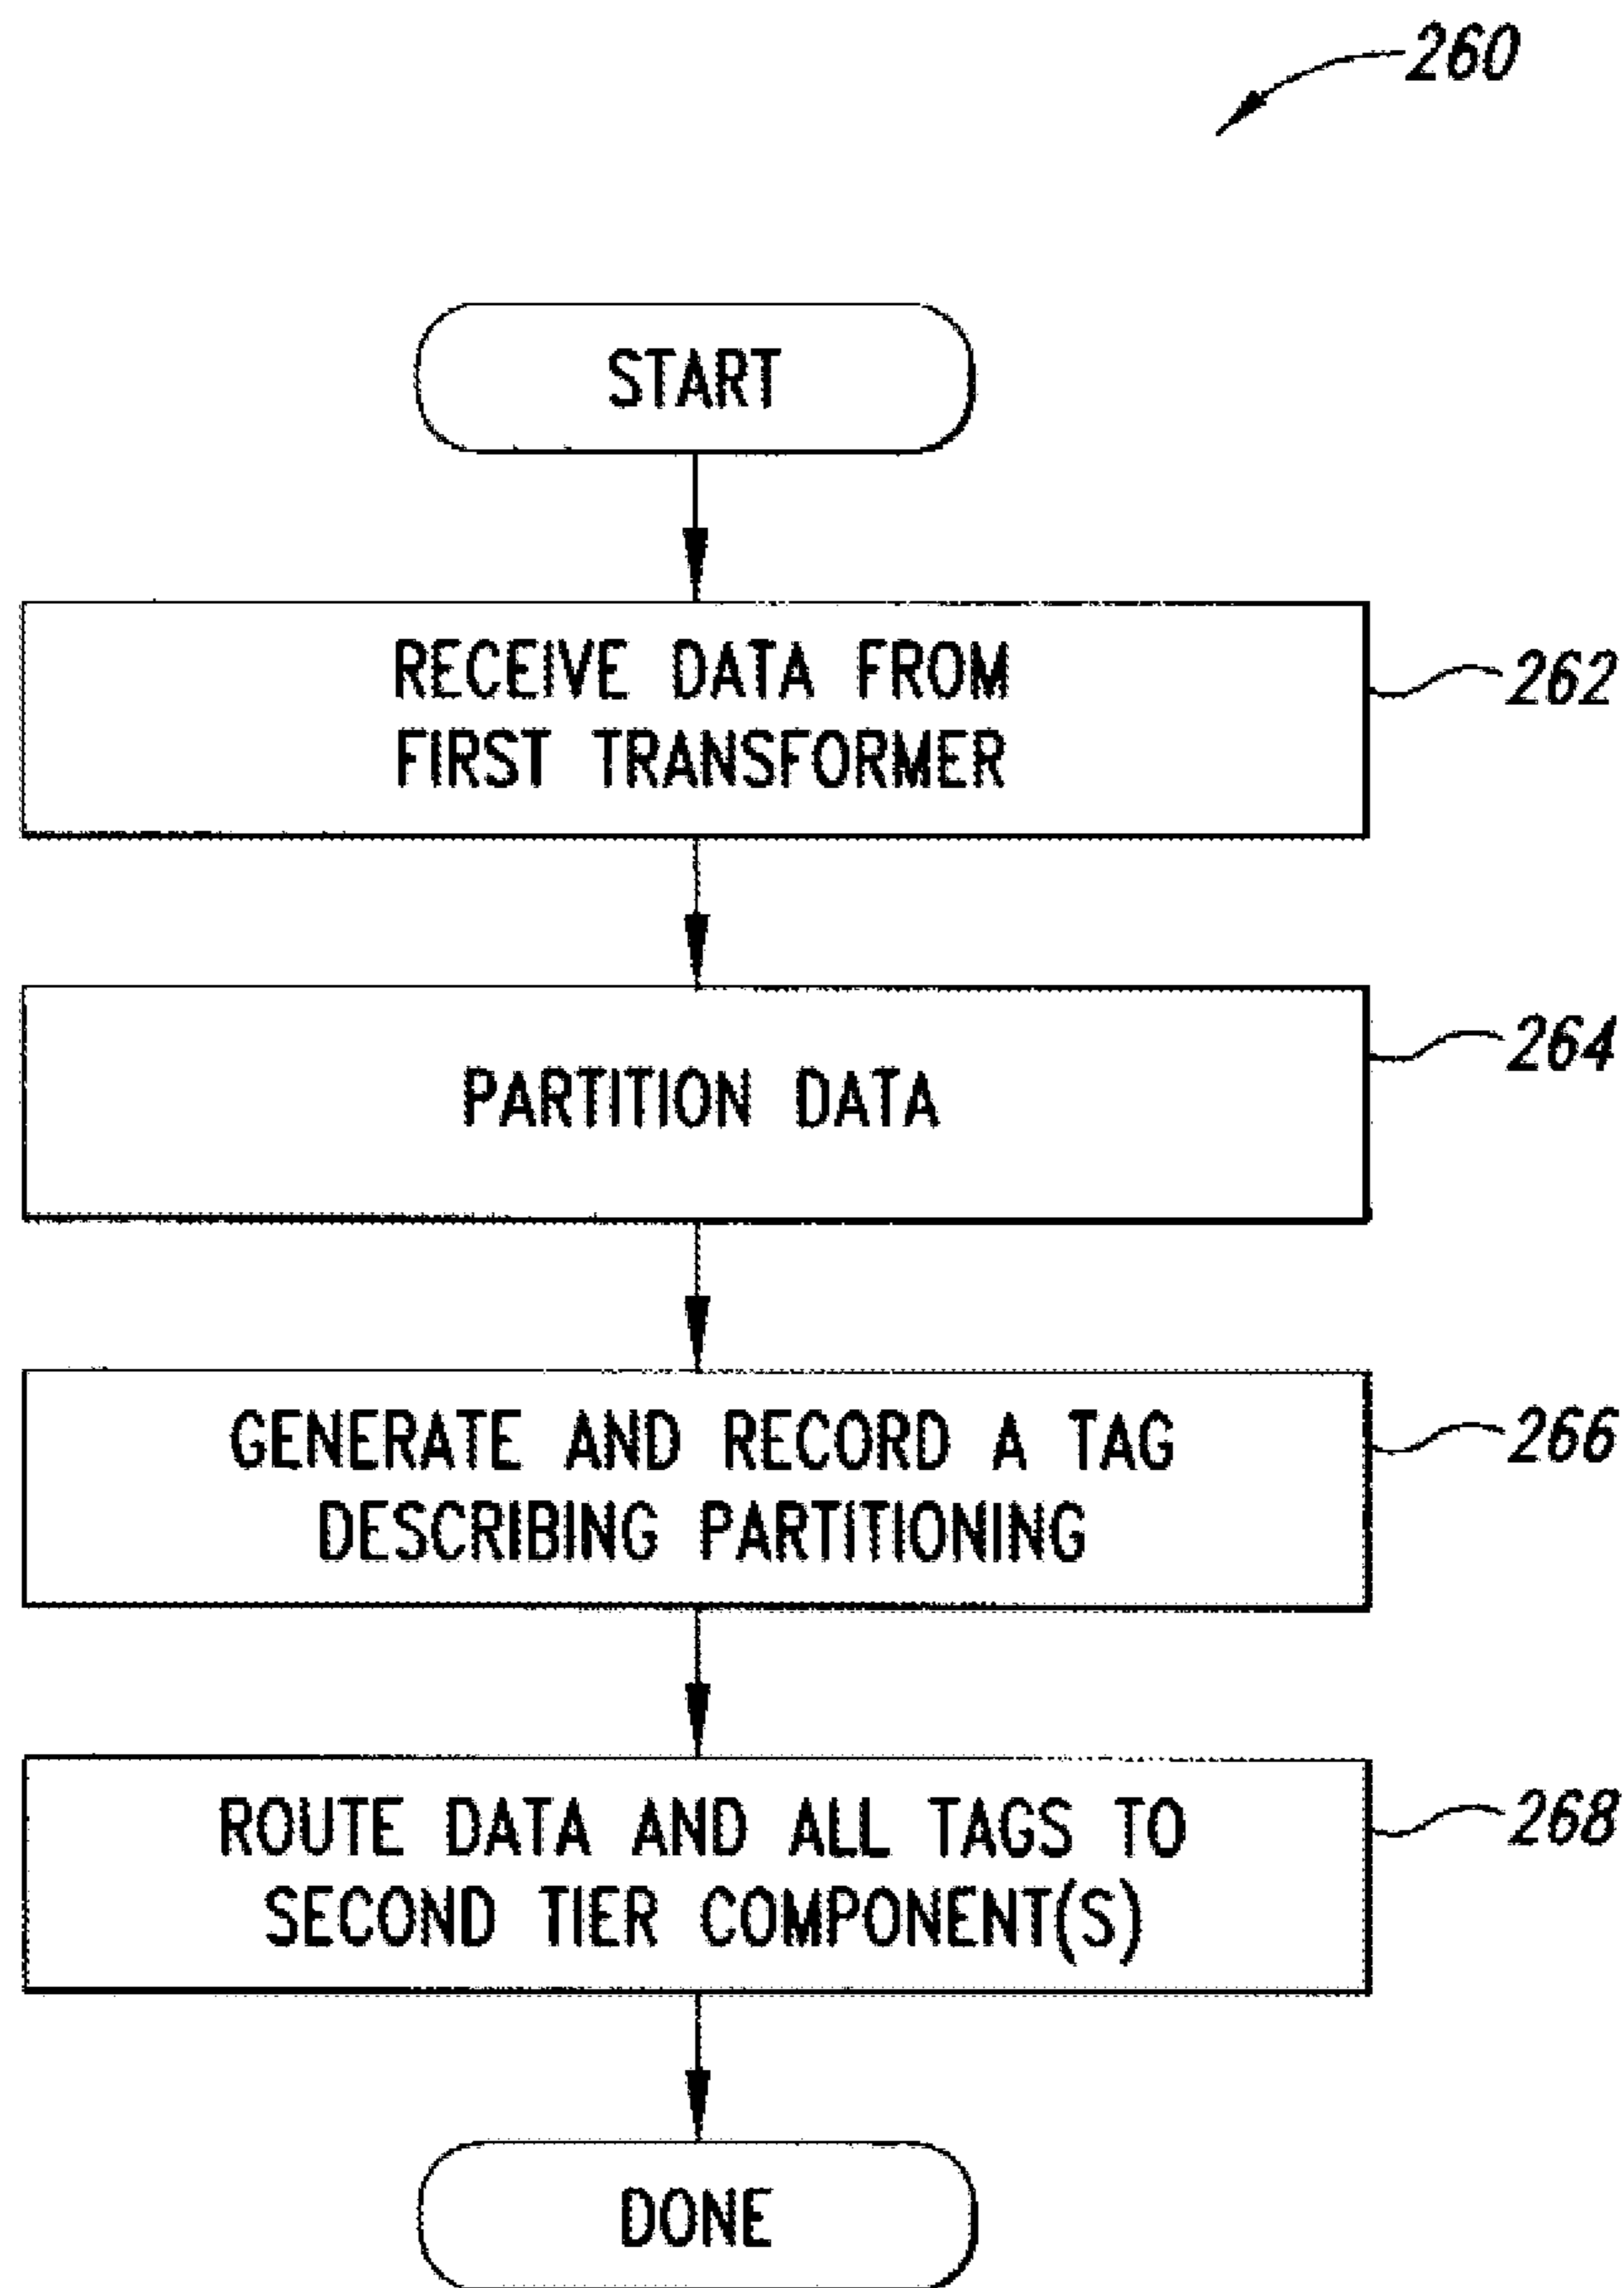 260
START
RECEIVE DATA FROM
FIRST TRANSFORMER
262
PARTITION DATA
264
GENERATE AND RECORD A TAG
DESCRIBING PARTITIONING
266
ROUTE DATA AND ALL TAGS TO
SECOND TIER COMPONENT(S)
268
DONE